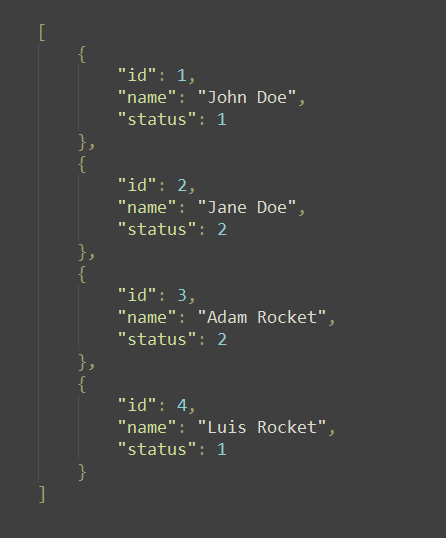 [
    {
        "id": 1,
        "name": "John Doe",
        "status": 1
    },
    {
        "id": 2,
        "name": "Jane Doe",
        "status": 2
    },
    {
        "id": 3,
        "name": "Adam Rocket",
        "status": 2
    },
    {
        "id": 4,
        "name": "Luis Rocket",
        "status": 1
    }
]